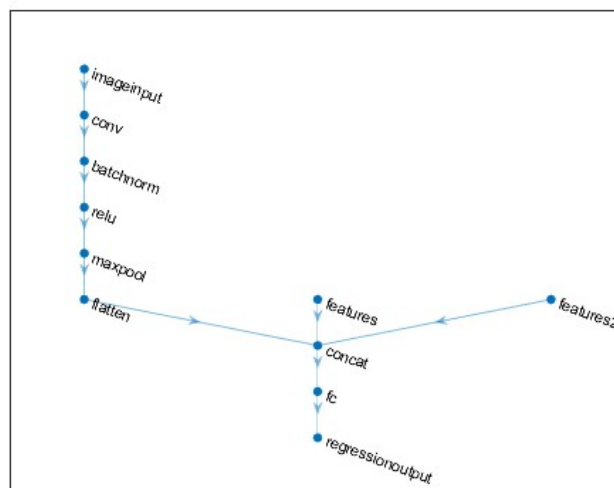 imageinput
conv
batchnorm
relu
maxpool
flatten
features
features2
concat
fc
regressionoutput